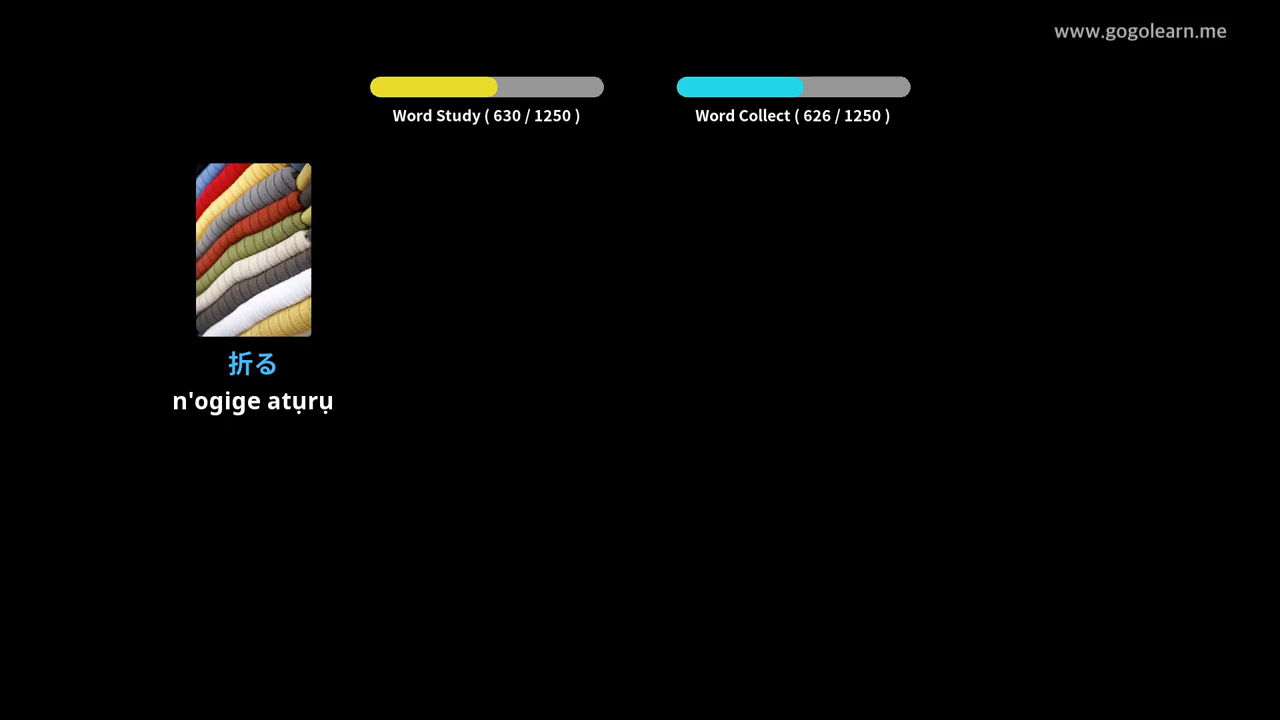 www.gogolearn.me
Word Study ( 630 / 1250 )
Word Collect ( 626 / 1250 )
折る
n'ogige atụrụ